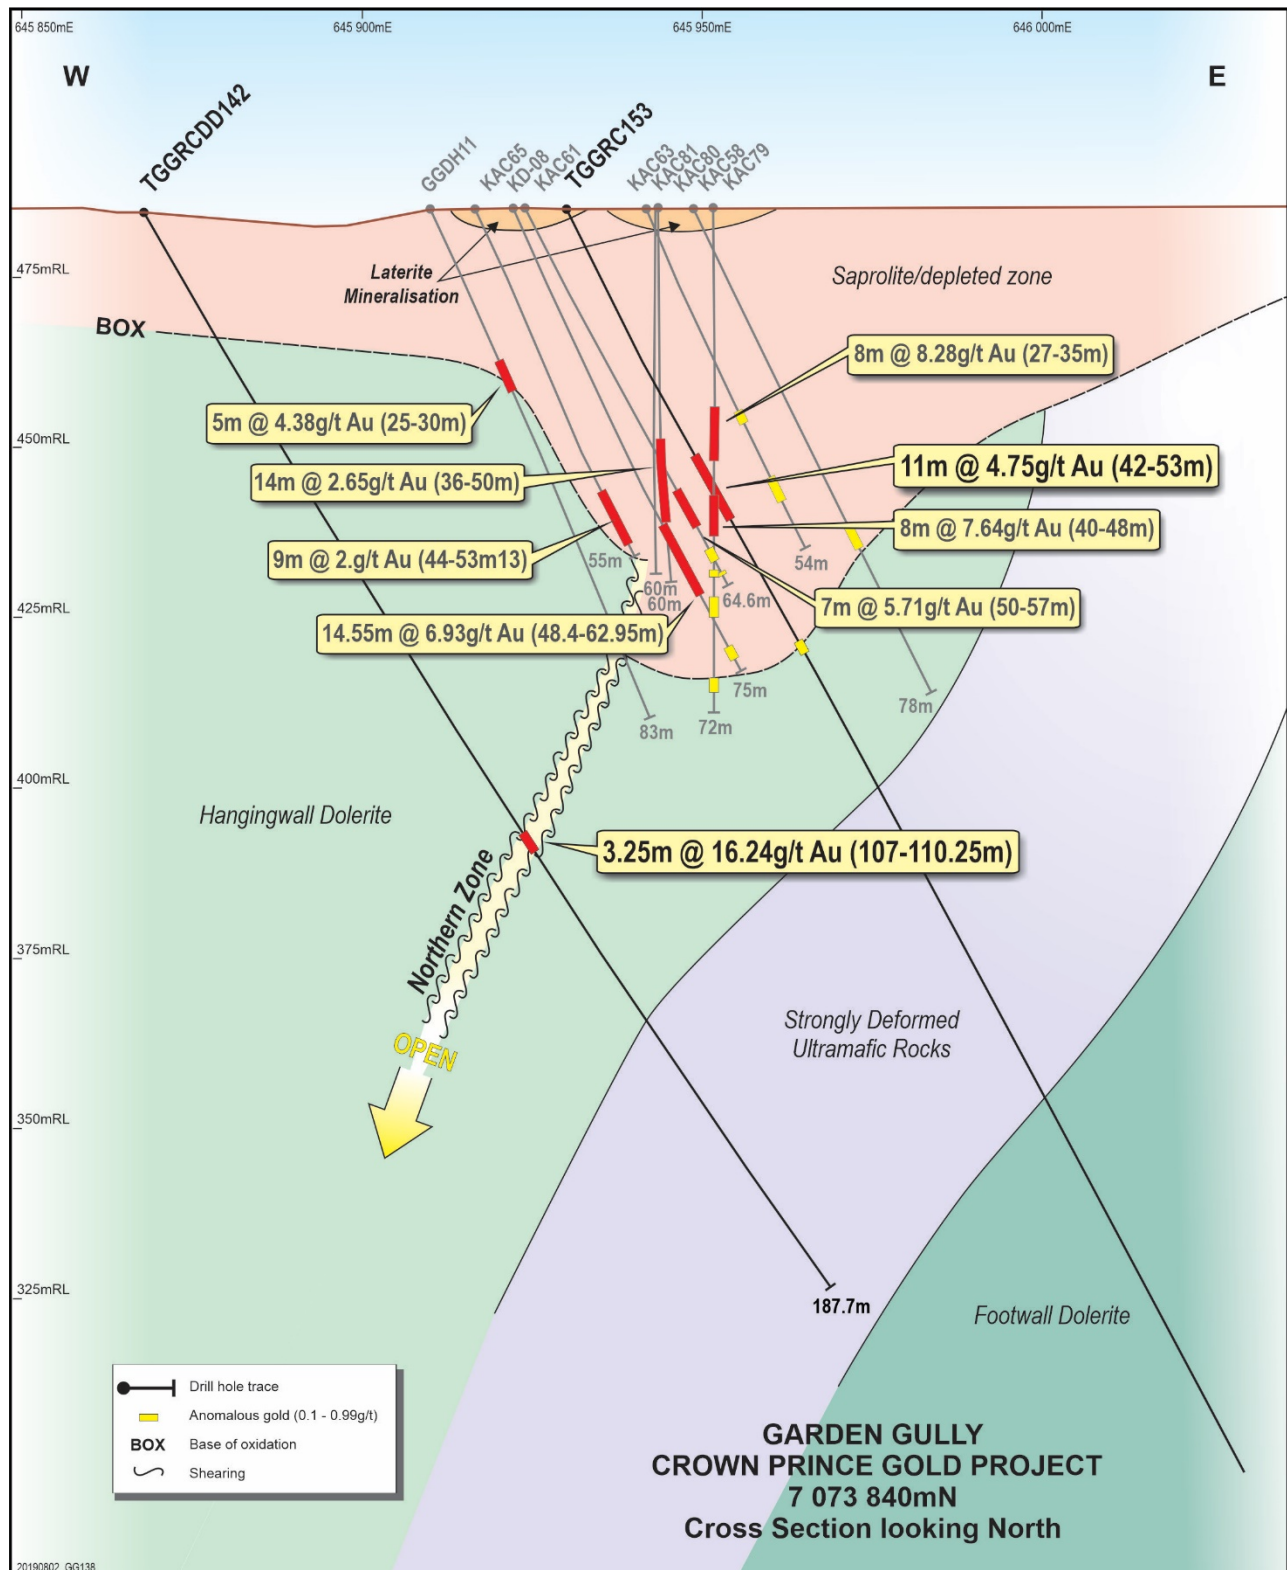 645 850mE
645 900mE
645 950mE
646 000mE
W
E
TGGRCDD142
GGDH11
KAC65
KD-08
KAC61
TGGRC153
KAC63
KAC81
KAC80
KAC58
KAC79
475mRL
Laterite
Mineralisation
Saprolite/depleted zone
BOX
8m @ 8.28g/t Au (27-35m)
5m @ 4.38g/t Au (25-30m)
450mRL
11m @ 4.75g/t Au (42-53m)
14m @ 2.65g/t Au (36-50m)
8m @ 7.64g/t Au (40-48m)
9m @ 2.g/t Au (44-53m13)
55m
54m
60m
60m
64.6m
7m @ 5.71g/t Au (50-57m)
425mRL
14.55m @ 6.93g/t Au (48.4-62.95m)
75m
78m
83m
72m
400mRL
Hangingwall Dolerite
3.25m @ 16.24g/t Au (107-110.25m)
Northern Zone
375mRL
OPEN
Strongly Deformed
Ultramafic Rocks
350mRL
325mRL
187.7m
Footwall Dolerite
Drill hole trace
Anomalous gold (0.1 - 0.99g/t)
BOX Base of oxidation
Shearing
GARDEN GULLY
CROWN PRINCE GOLD PROJECT
7 073 840mN
Cross Section looking North
20190802_GG138